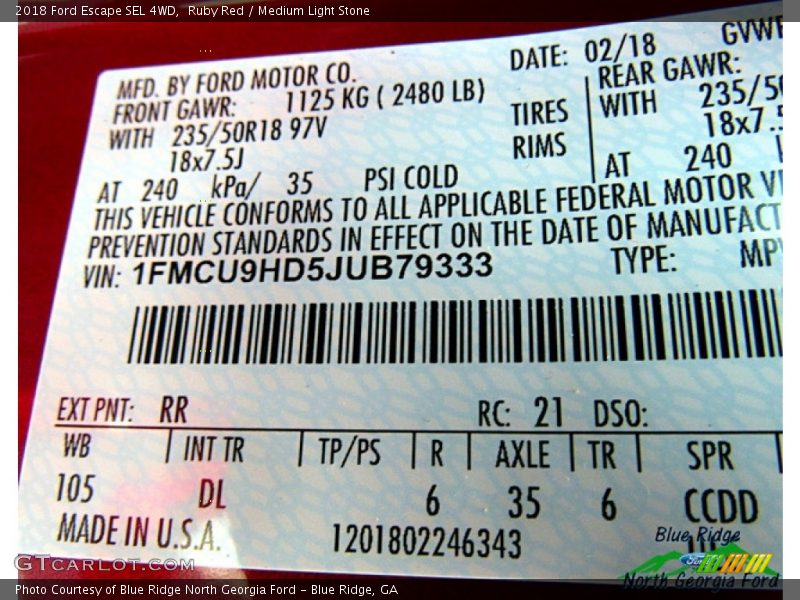 2018 Ford Escape SEL 4WD, Ruby Red / Medium Light Stone
MFD. BY FORD MOTOR CO.
DATE: 02/18
FRONT GAWR: 1125 KG ( 2480 LB)
REAR GAWR:
WITH 235/50R18 97V
TIRES
WITH 235/50
18x7.5J
RIMS
18x7.5
AT 240 kPa/ 35 PSI COLD
AT 240
THIS VEHICLE CONFORMS TO ALL APPLICABLE FEDERAL MOTOR
PREVENTION STANDARDS IN EFFECT ON THE DATE OF MANUFACT
VIN: 1FMCU9HD5JUB79333
TYPE: MPV
EXT PNT: RR RC: 21 DSO:
WB INT TR TP/PS R AXLE TR SPR
105 DL 6 35 6 CCDD
MADE IN U.S.A.
1201802246343
Blue Ridge
Ford
North Georgia Ford
GTCARLOT.COM
Photo Courtesy of Blue Ridge North Georgia Ford - Blue Ridge, GA